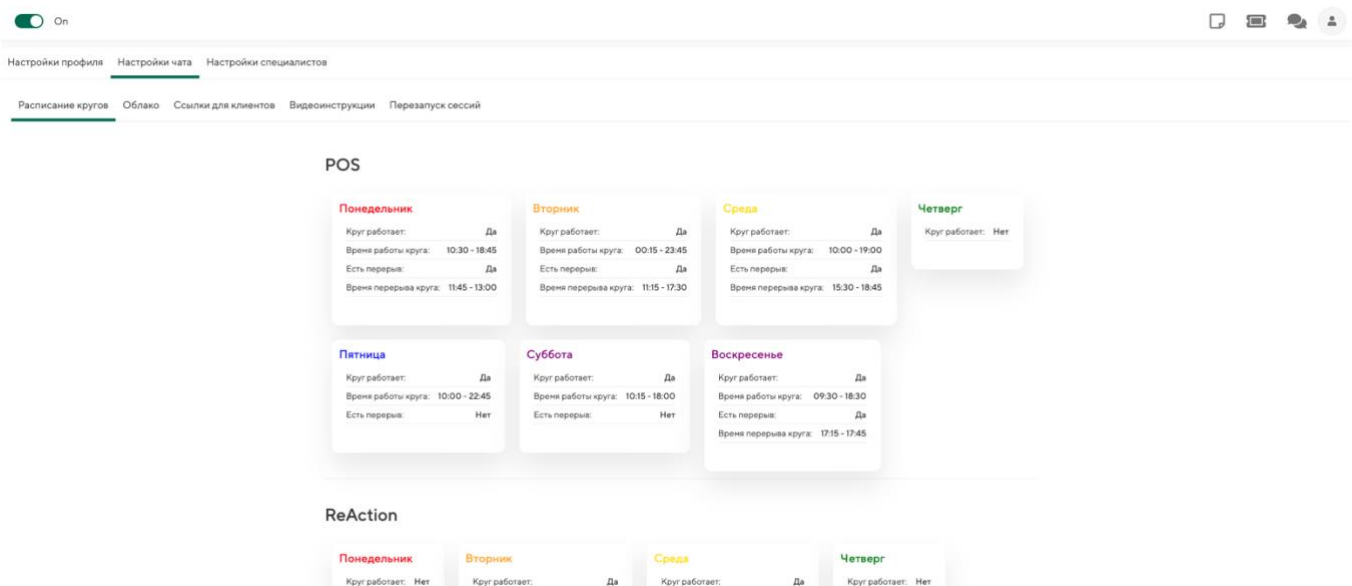 On
Настройки профиля Настройки чата Настройки специалистов
Расписание кругов Облако Ссылки для клиентов Видеоинструкции Перезапуск сессий
POS
Понедельник
Круг работает: Да
Время работы круга: 10:30 - 18:45
Есть перерыв: Да
Время перерыва круга: 11:45 - 13:00
Вторник
Круг работает: Да
Время работы круга: 00:15 - 23:45
Есть перерыв: Да
Время перерыва круга: 11:15 - 17:30
Среда
Круг работает: Да
Время работы круга: 10:00 - 19:00
Есть перерыв: Да
Время перерыва круга: 15:30 - 18:45
Четверг
Круг работает: Нет
Пятница
Круг работает: Да
Время работы круга: 10:00 - 22:45
Есть перерыв: Нет
Суббота
Круг работает: Да
Время работы круга: 10:15 - 18:00
Есть перерыв: Нет
Воскресенье
Круг работает: Да
Время работы круга: 09:30 - 18:30
Есть перерыв: Да
Время перерыва круга: 17:15 - 17:45
ReAction
Понедельник
Круг работает: Нет
Вторник
Круг работает: Да
Среда
Круг работает: Да
Четверг
Круг работает: Нет